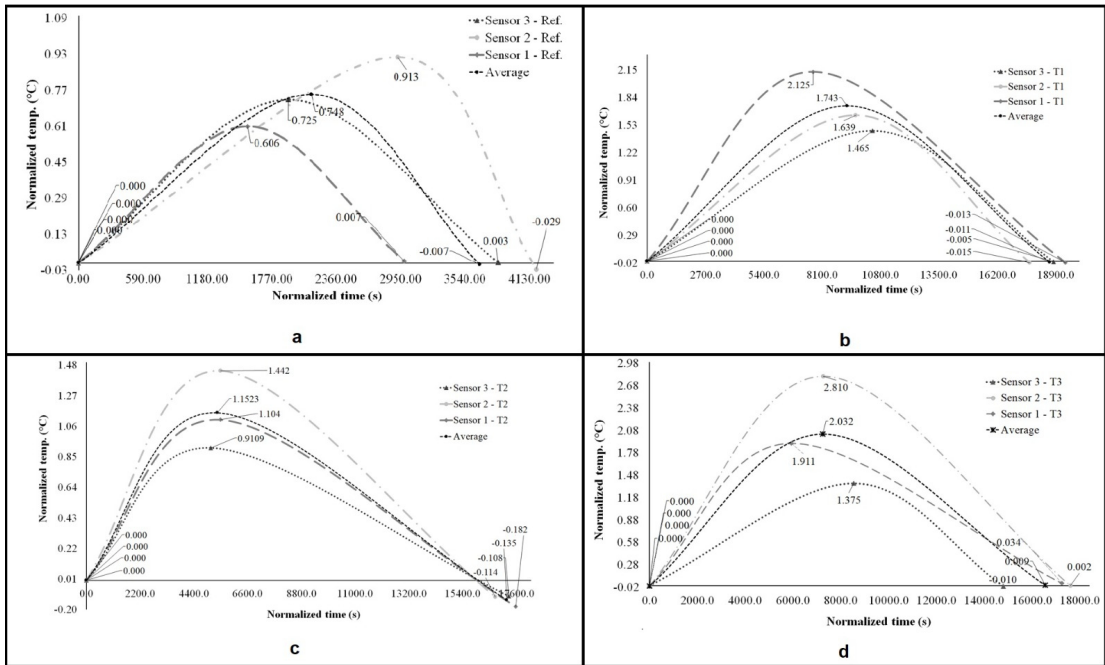 1.09
0.93
0.77
0.61
0.45
0.29
0.13
-0.03
Normalized temp. (°C)
Sensor 3 - Ref.
Sensor 2 - Ref.
Sensor 1 - Ref.
Average
0.913
0.748
0.725
0.606
0.000
0.000
0.000
0.000
0.007
-0.007
0.003
-0.029
0.00 590.00 1180.00 1770.00 2360.00 2950.00 3540.00 4130.00
Normalized time (s)
a
2.15
1.84
1.53
1.22
0.91
0.60
0.29
-0.02
Normalized temp. (°C)
Sensor 3 - T1
Sensor 2 - T1
Sensor 1 - T1
Average
2.125
1.743
1.639
1.465
0.000
0.000
0.000
0.000
-0.013
-0.011
-0.005
-0.015
0.0 2700.0 5400.0 8100.0 10800.0 13500.0 16200.0 18900.0
Normalized time (s)
b
1.48
1.27
1.06
0.85
0.64
0.43
0.22
0.01
-0.20
Normalized temp. (°C)
Sensor 3 - T2
Sensor 2 - T2
Sensor 1 - T2
Average
1.442
1.1523
1.104
0.9109
0.000
0.000
0.000
0.000
-0.182
-0.135
-0.108
-0.114
0.0 2200.0 4400.0 6600.0 8800.0 11000.0 13200.0 15400.0 17600.0
Normalized time (s)
c
2.98
2.68
2.38
2.08
1.78
1.48
1.18
0.88
0.58
0.28
-0.02
Normalized temp. (°C)
Sensor 3 - T3
Sensor 2 - T3
Sensor 1 - T3
Average
2.810
2.032
1.911
1.375
0.000
0.000
0.000
0.000
0.034
0.009
0.002
-0.010
0.0 2000.0 4000.0 6000.0 8000.0 10000.0 12000.0 14000.0 16000.0 18000.0
Normalized time (s)
d